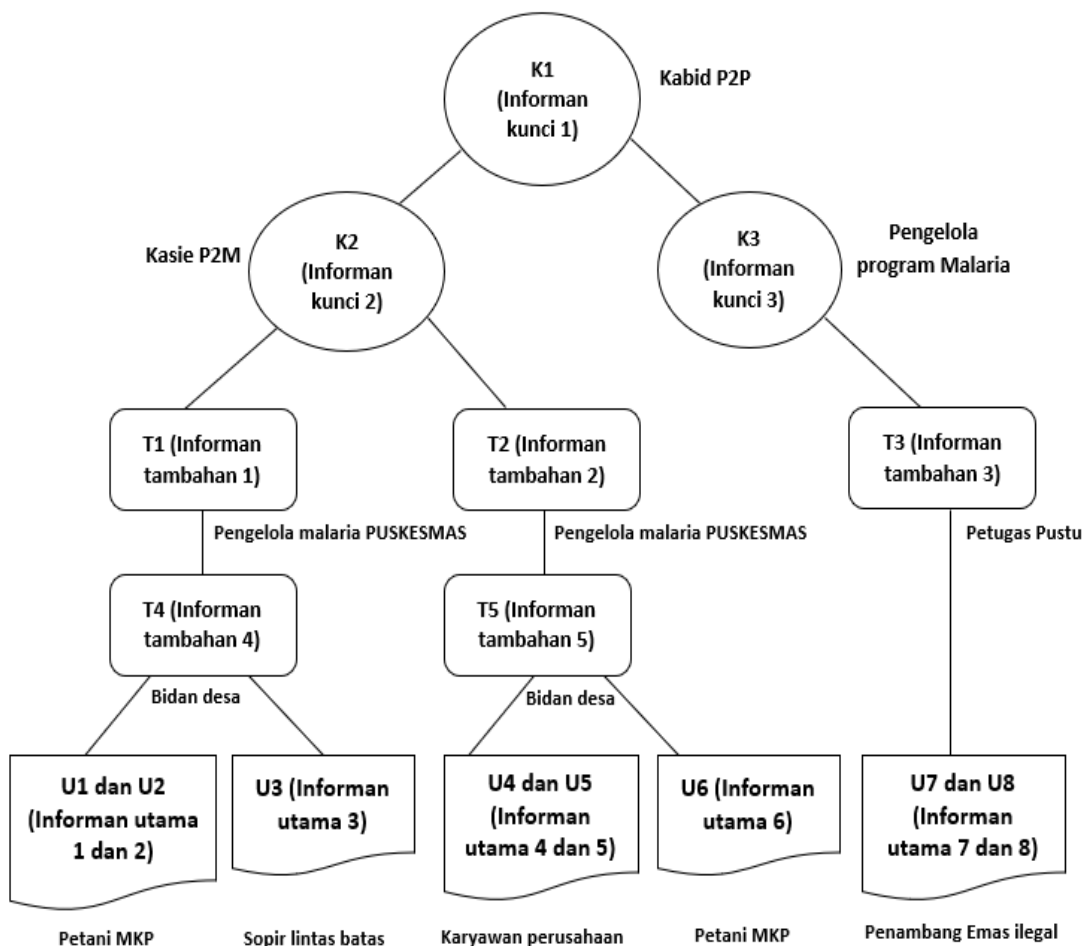 K1
(Informan
kunci 1)
Kabid P2P
Kasie P2M
K2
(Informan
kunci 2)
K3
(Informan
kunci 3)
Pengelola
program Malaria
T1 (Informan
tambahan 1)
T2 (Informan
tambahan 2)
T3 (Informan
tambahan 3)
Pengelola malaria PUSKESMAS
Pengelola malaria PUSKESMAS
Petugas Pustu
T4 (Informan
tambahan 4)
T5 (Informan
tambahan 5)
Bidan desa
Bidan desa
U1 dan U2
(Informan utama
1 dan 2)
U3 (Informan
utama 3)
U4 dan U5
(Informan
utama 4 dan 5)
U6 (Informan
utama 6)
U7 dan U8
(Informan
utama 7 dan 8)
Petani MKP
Sopir lintas batas
Karyawan perusahaan
Petani MKP
Penambang Emas ilegal